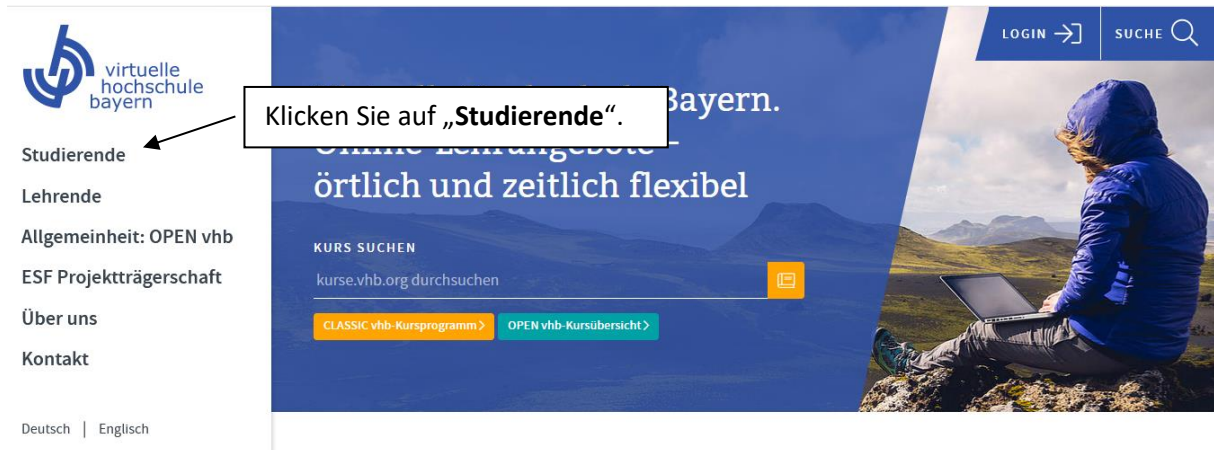 LOGIN
SUCHE
virtuelle
hochschule
bayern
Klicken Sie auf „Studierende“.
Bayern.
örtlich und zeitlich flexibel
KURS SUCHEN
kurse.vhb.org durchsuchen
CLASSIC vhb-Kursprogramm
OPEN vhb-Kursübersicht
Studierende
Lehrende
Allgemeinheit: OPEN vhb
ESF Projektträgerschaft
Über uns
Kontakt
Deutsch | Englisch